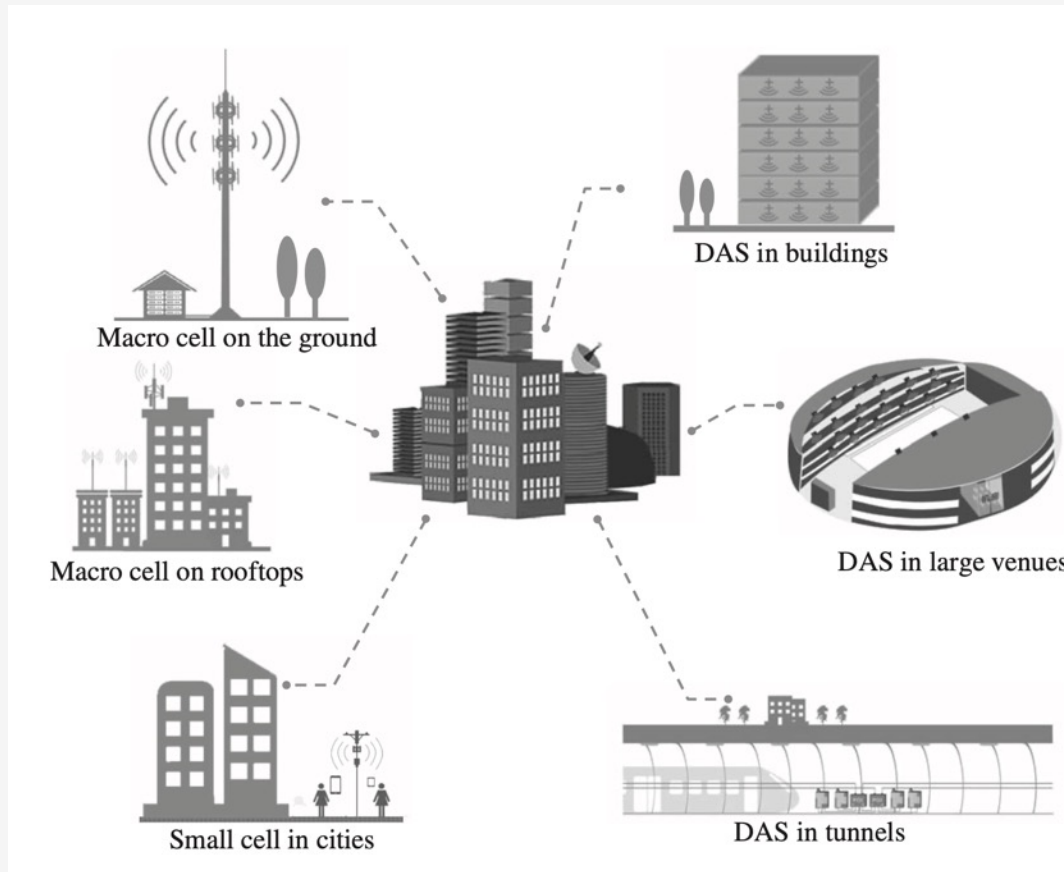 Macro cell on the ground
DAS in buildings
Macro cell on rooftops
DAS in large venues
Small cell in cities
DAS in tunnels